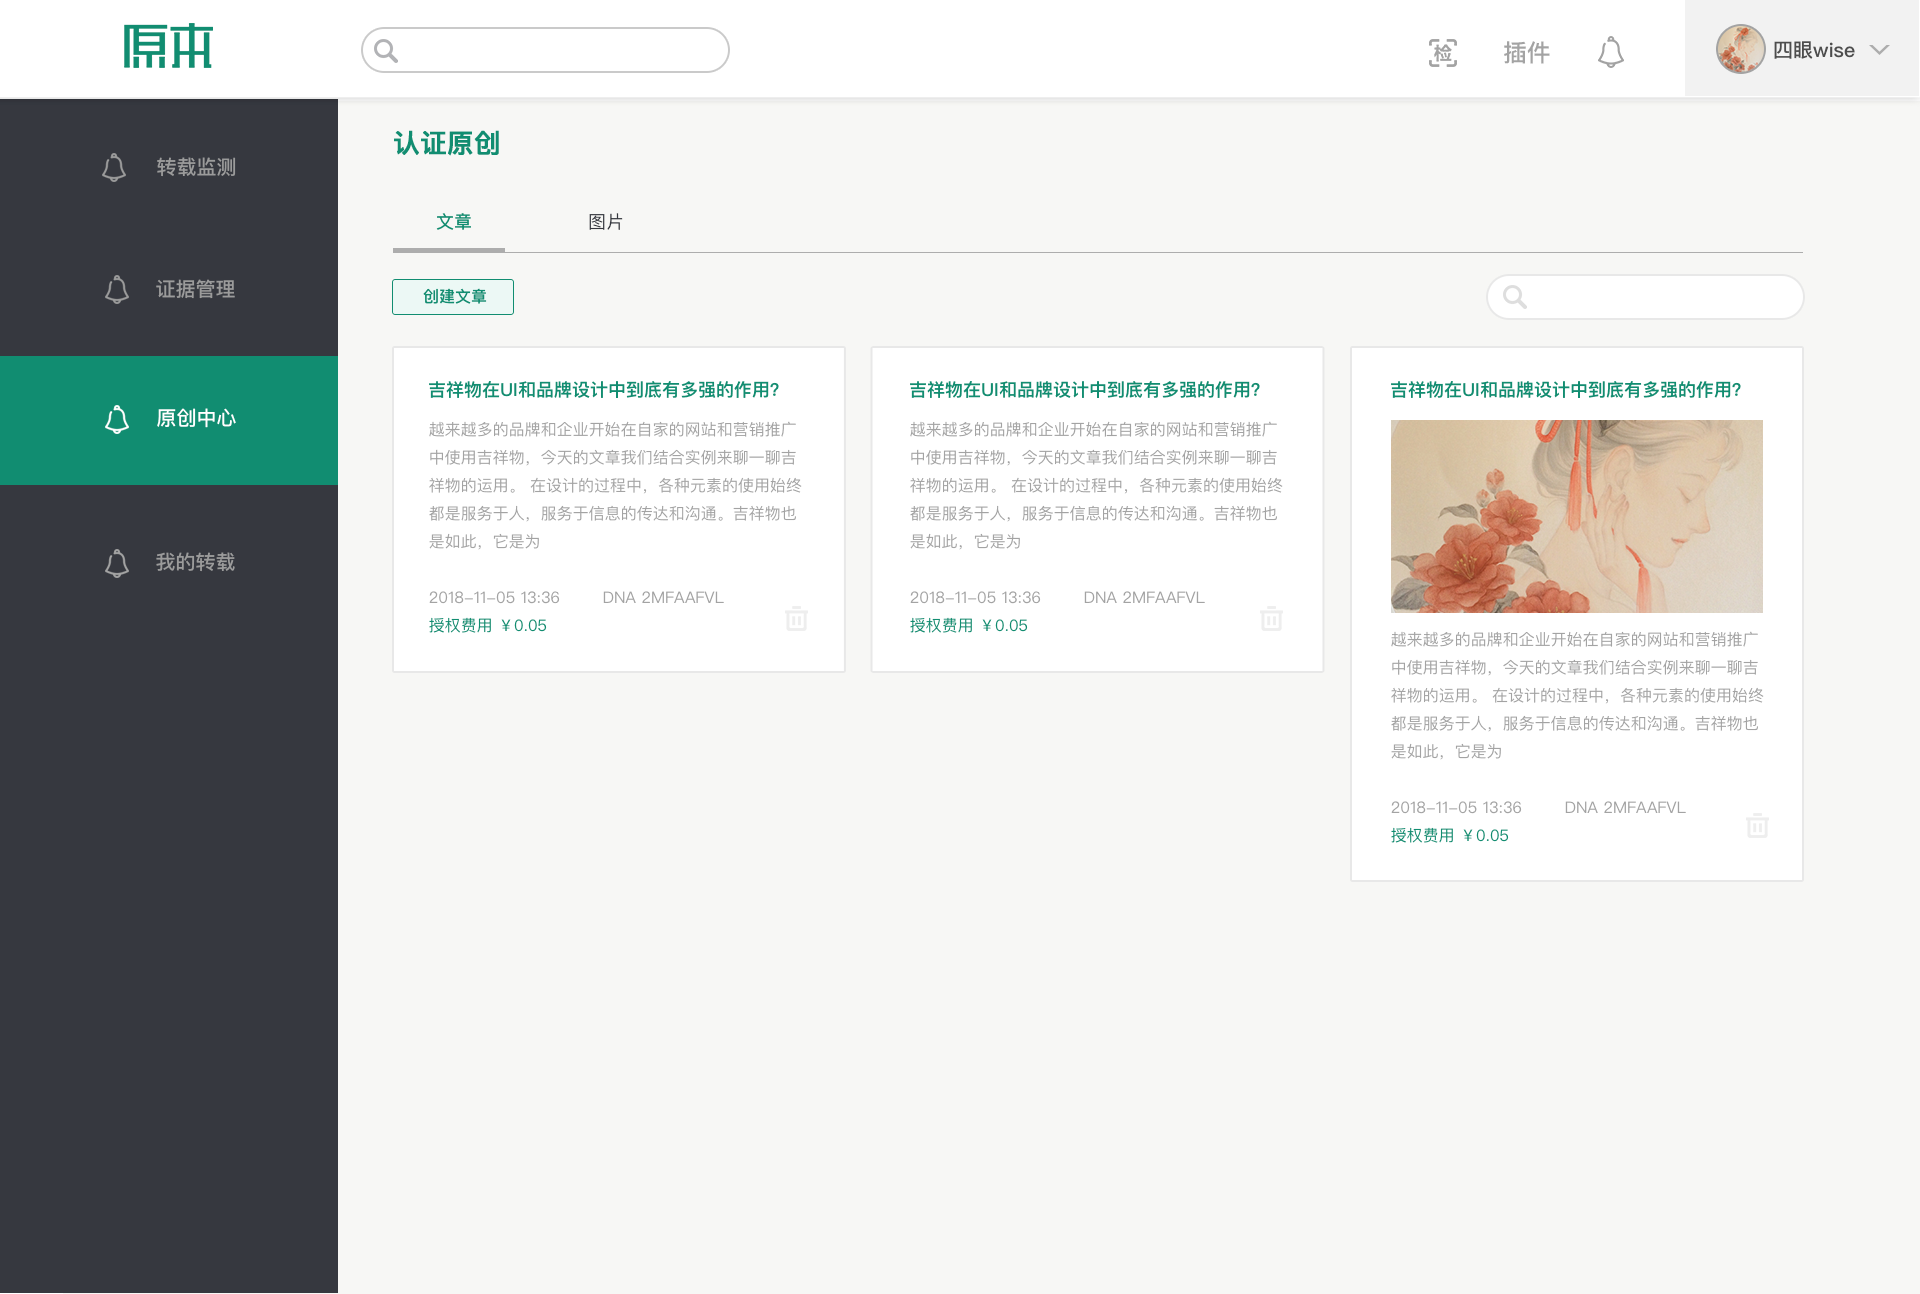 原本
检
插件
四眼wise
转载监测
证据管理
原创中心
我的转载
认证原创
文章
图片
创建文章
吉祥物在UI和品牌设计中到底有多强的作用?
越来越多的品牌和企业开始在自家的网站和营销推广
中使用吉祥物，今天的文章我们结合实例来聊一聊吉
祥物的运用。 在设计的过程中，各种元素的使用始终
都是服务于人，服务于信息的传达和沟通。吉祥物也
是如此，它是为
2018-11-05 13:36 DNA 2MFAAFVL
授权费用 ¥0.05
吉祥物在UI和品牌设计中到底有多强的作用?
越来越多的品牌和企业开始在自家的网站和营销推广
中使用吉祥物，今天的文章我们结合实例来聊一聊吉
祥物的运用。 在设计的过程中，各种元素的使用始终
都是服务于人，服务于信息的传达和沟通。吉祥物也
是如此，它是为
2018-11-05 13:36 DNA 2MFAAFVL
授权费用 ¥0.05
吉祥物在UI和品牌设计中到底有多强的作用?
越来越多的品牌和企业开始在自家的网站和营销推广
中使用吉祥物，今天的文章我们结合实例来聊一聊吉
祥物的运用。 在设计的过程中，各种元素的使用始终
都是服务于人，服务于信息的传达和沟通。吉祥物也
是如此，它是为
2018-11-05 13:36 DNA 2MFAAFVL
授权费用 ¥0.05